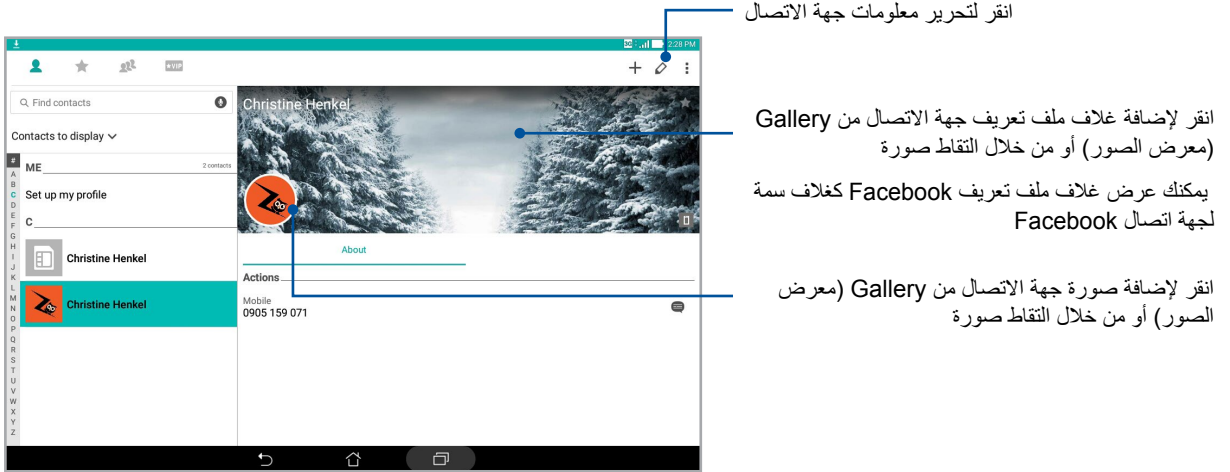 انقر لتحرير معلومات جهة الاتصال
3G 2:28 PM
VIP
Find contacts
Christine Henkel
Contacts to display
ME
2 contacts
Set up my profile
C
Christine Henkel
Christine Henkel
#
A
B
C
D
E
F
G
H
I
J
K
L
M
N
O
P
Q
R
S
T
U
V
W
X
Y
Z
About
Actions
Mobile
0905 159 071
انقر لإضافة غلاف ملف تعريف جهة الاتصال من Gallery
(معرض الصور) أو من خلال التقاط صورة
يمكنك عرض غلاف ملف تعريف Facebook كغلاف سمة
لجهة اتصال Facebook
انقر لإضافة صورة جهة الاتصال من Gallery (معرض
الصور) أو من خلال التقاط صورة